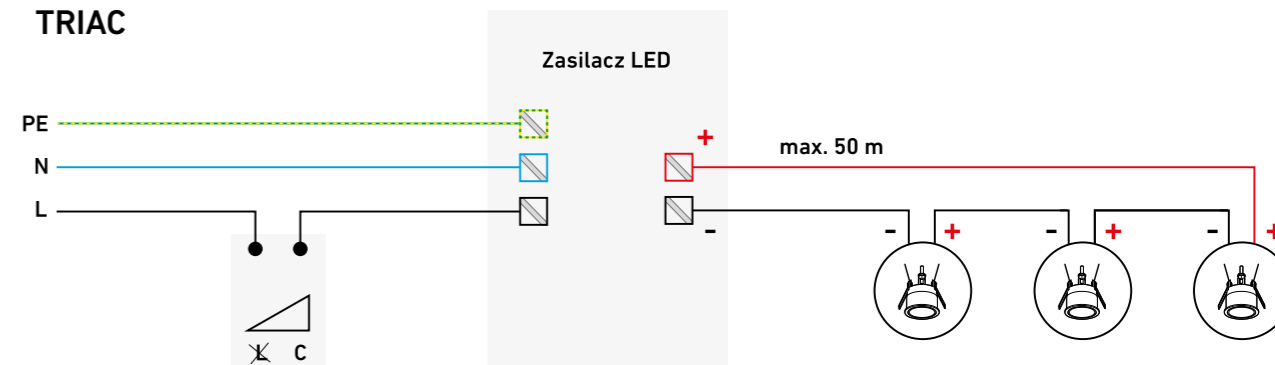 TRIAC
Zasilacz LED
PE
N
L
+
max. 50 m
-
- +
- +
- +
L C